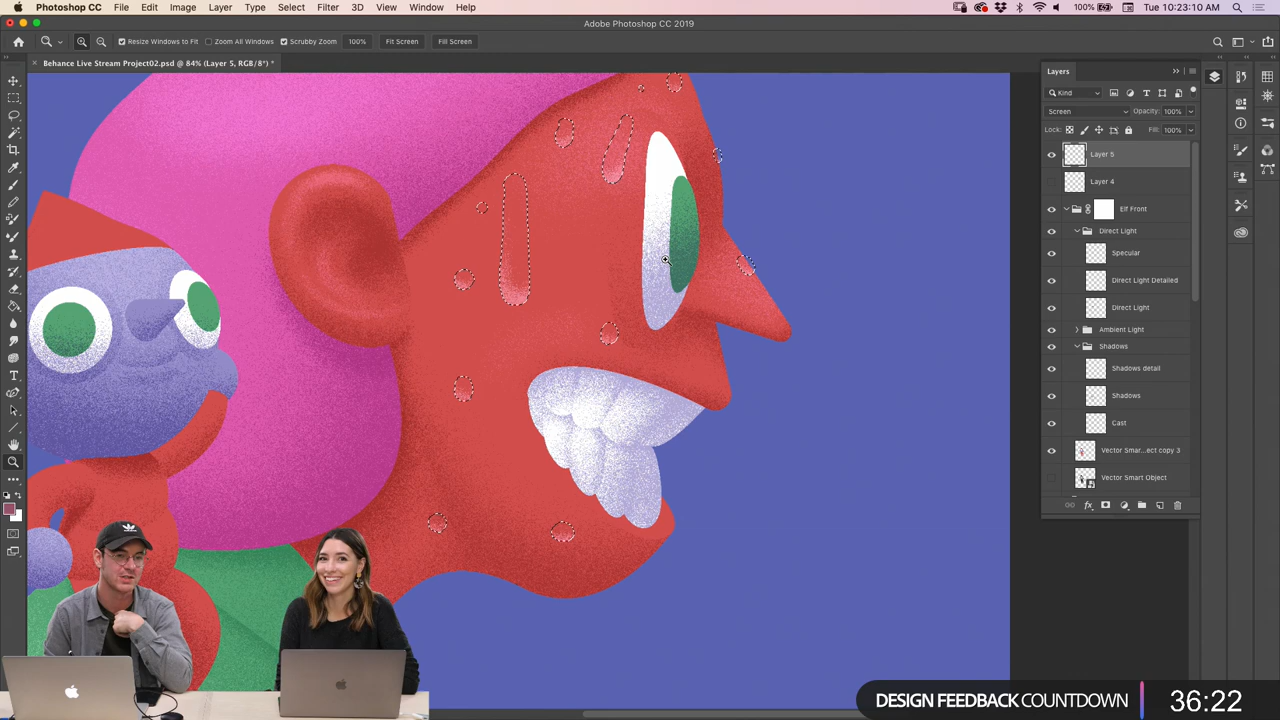 Photoshop CC File Edit Image Layer Type Select Filter 3D View Window Help 100% Tue 10:23:10 AM
Adobe Photoshop CC 2019
Resize Windows to Fit Zoom All Windows Scrubby Zoom 100% Fit Screen Fill Screen
Behance Live Stream Project02.psd @ 84% (Layer 5, RGB/8*) *
Layers
Kind
Screen Opacity: 100%
Lock: Fill: 100%
Layer 5
Layer 4
Elf Front
Direct Light
Specular
Direct Light Detailed
Direct Light
Ambient Light
Shadows
Shadows detail
Shadows
Cast
Vector Smar...ect copy 3
Vector Smart Object
fx
DESIGN FEEDBACK COUNTDOWN 36:22